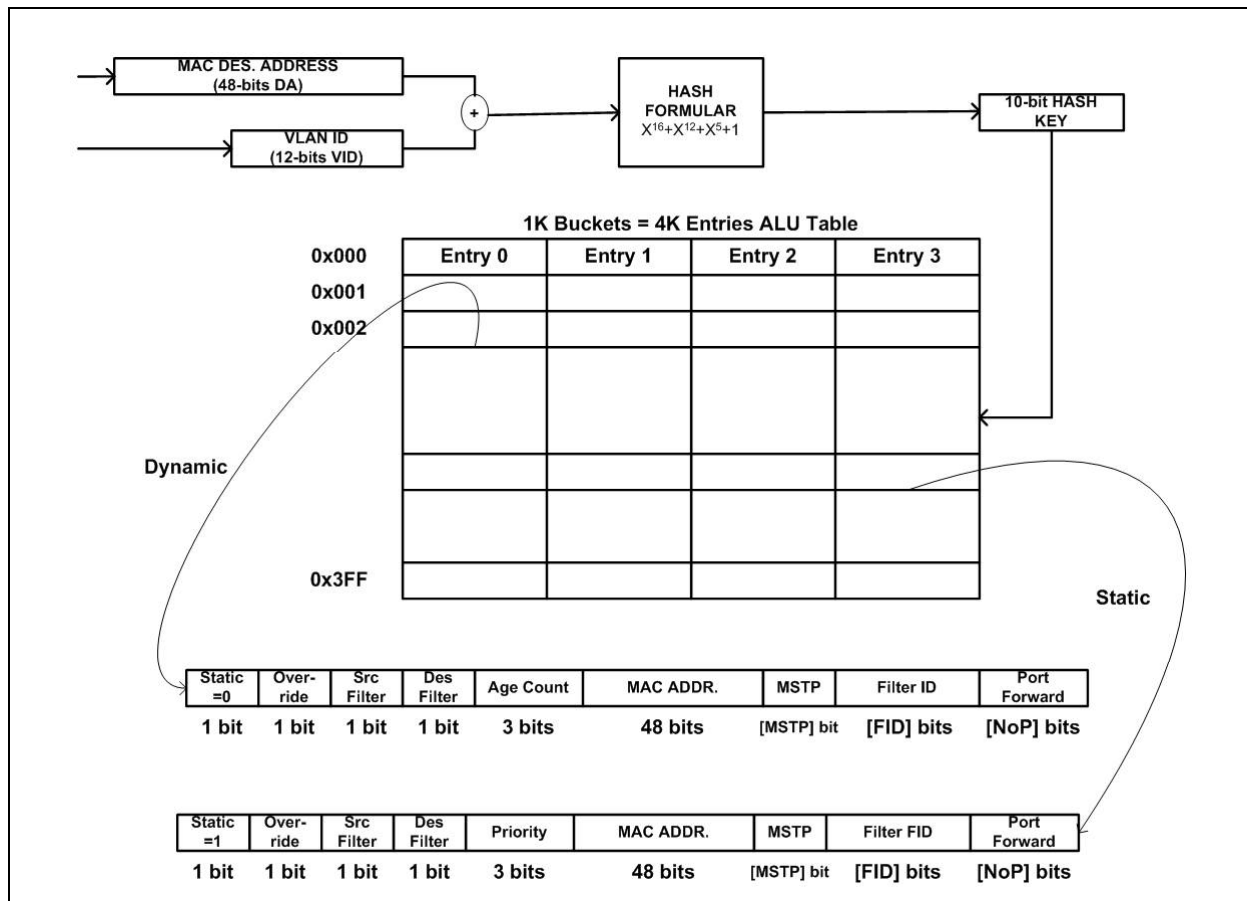 MAC DES. ADDRESS
(48-bits DA)
VLAN ID
(12-bits VID)
+
HASH
FORMULAR
X¹⁶+X¹²+X⁵+1
10-bit HASH
KEY
1K Buckets = 4K Entries ALU Table
0x000
Entry 0
Entry 1
Entry 2
Entry 3
0x001
0x002
0x3FF
Dynamic
Static
Static
=0
Over-
ride
Src
Filter
Des
Filter
Age Count
MAC ADDR.
MSTP
Filter ID
Port
Forward
1 bit
1 bit
1 bit
1 bit
3 bits
48 bits
[MSTP] bit
[FID] bits
[NoP] bits
Static
=1
Over-
ride
Src
Filter
Des
Filter
Priority
MAC ADDR.
MSTP
Filter FID
Port
Forward
1 bit
1 bit
1 bit
1 bit
3 bits
48 bits
[MSTP] bit
[FID] bits
[NoP] bits